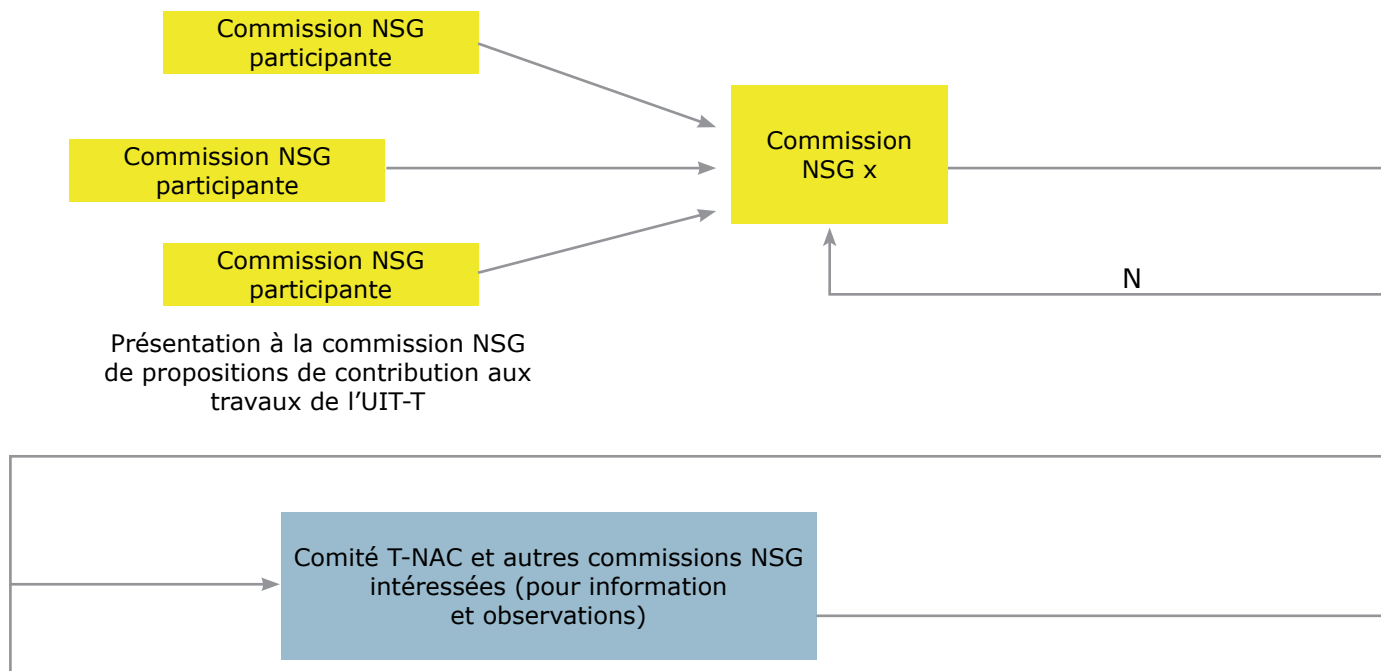 Commission NSG
participante
Commission NSG
participante
Commission NSG
participante
Présentation à la commission NSG
de propositions de contribution aux
travaux de l’UIT-T
Commission
NSG x
N
Comité T-NAC et autres commissions NSG
intéressées (pour information
et observations)